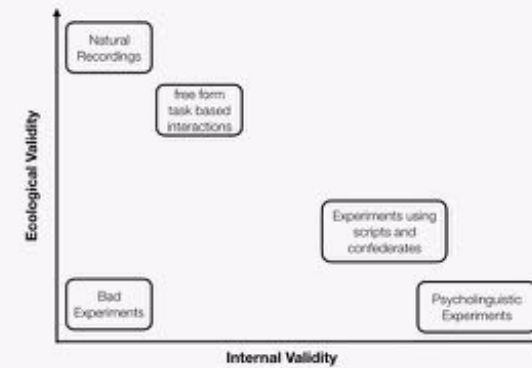 Ecological Validity
Natural
Recordings
free form
task based
interactions
Experiments using
scripts and
confederates
Bad
Experiments
Psycholinguistic
Experiments
Internal Validity